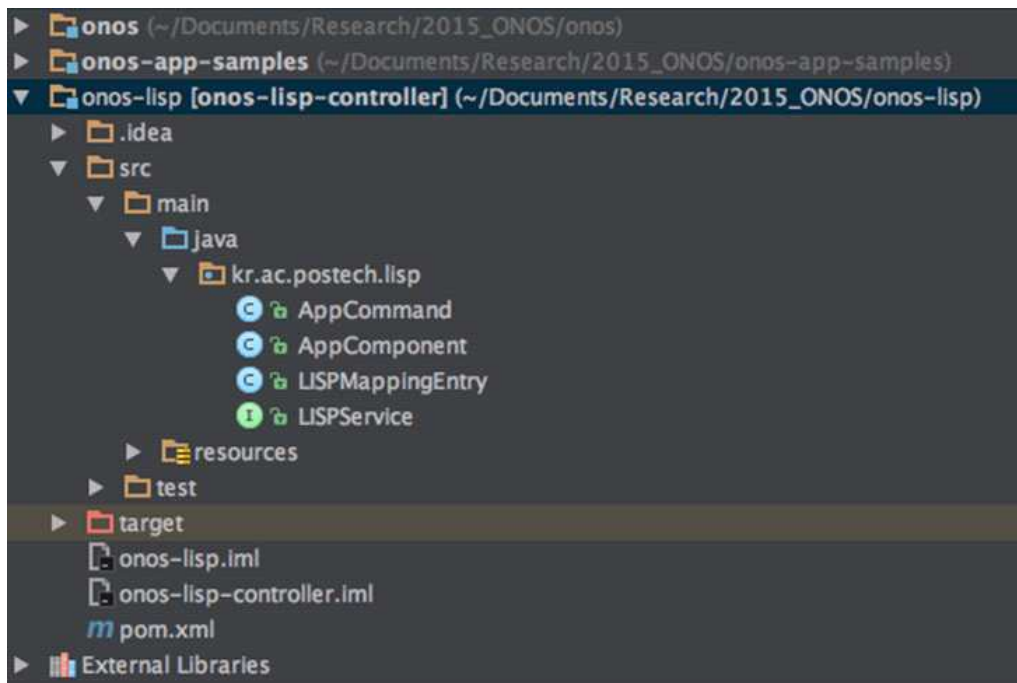 onos (~/Documents/Research/2015_ONOS/onos)
onos-app-samples (~/Documents/Research/2015_ONOS/onos-app-samples)
onos-lisp [onos-lisp-controller] (~/Documents/Research/2015_ONOS/onos-lisp)
.idea
src
main
java
kr.ac.postech.lisp
C AppCommand
C AppComponent
C LISPMappingEntry
I LISPService
resources
test
target
onos-lisp.iml
onos-lisp-controller.iml
m pom.xml
External Libraries